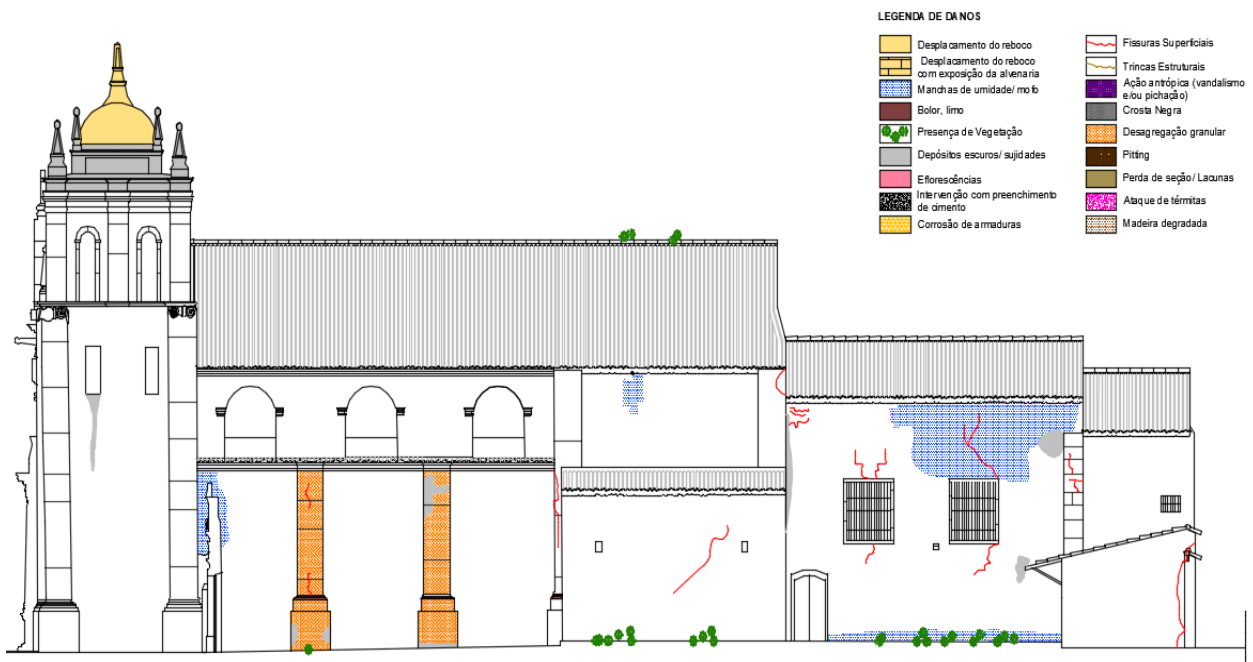 LEGENDA DE DANOS
Desplacamento do reboco
Desplacamento do reboco
com exposição da alvenaria
Manchas de umidade/ mofo
Bolor, limo
Presença de Vegetação
Depósitos escuros/ sujidades
Eflorescências
Intervenção com preenchimento
de cimento
Corrosão de armaduras
Fissuras Superficiais
Trincas Estruturais
Ação antrópica (vandalismo
e/ou pichação)
Crosta Negra
Desagregação granular
Pitting
Perda de seção/ Lacunas
Ataque de térmitas
Madeira degradada